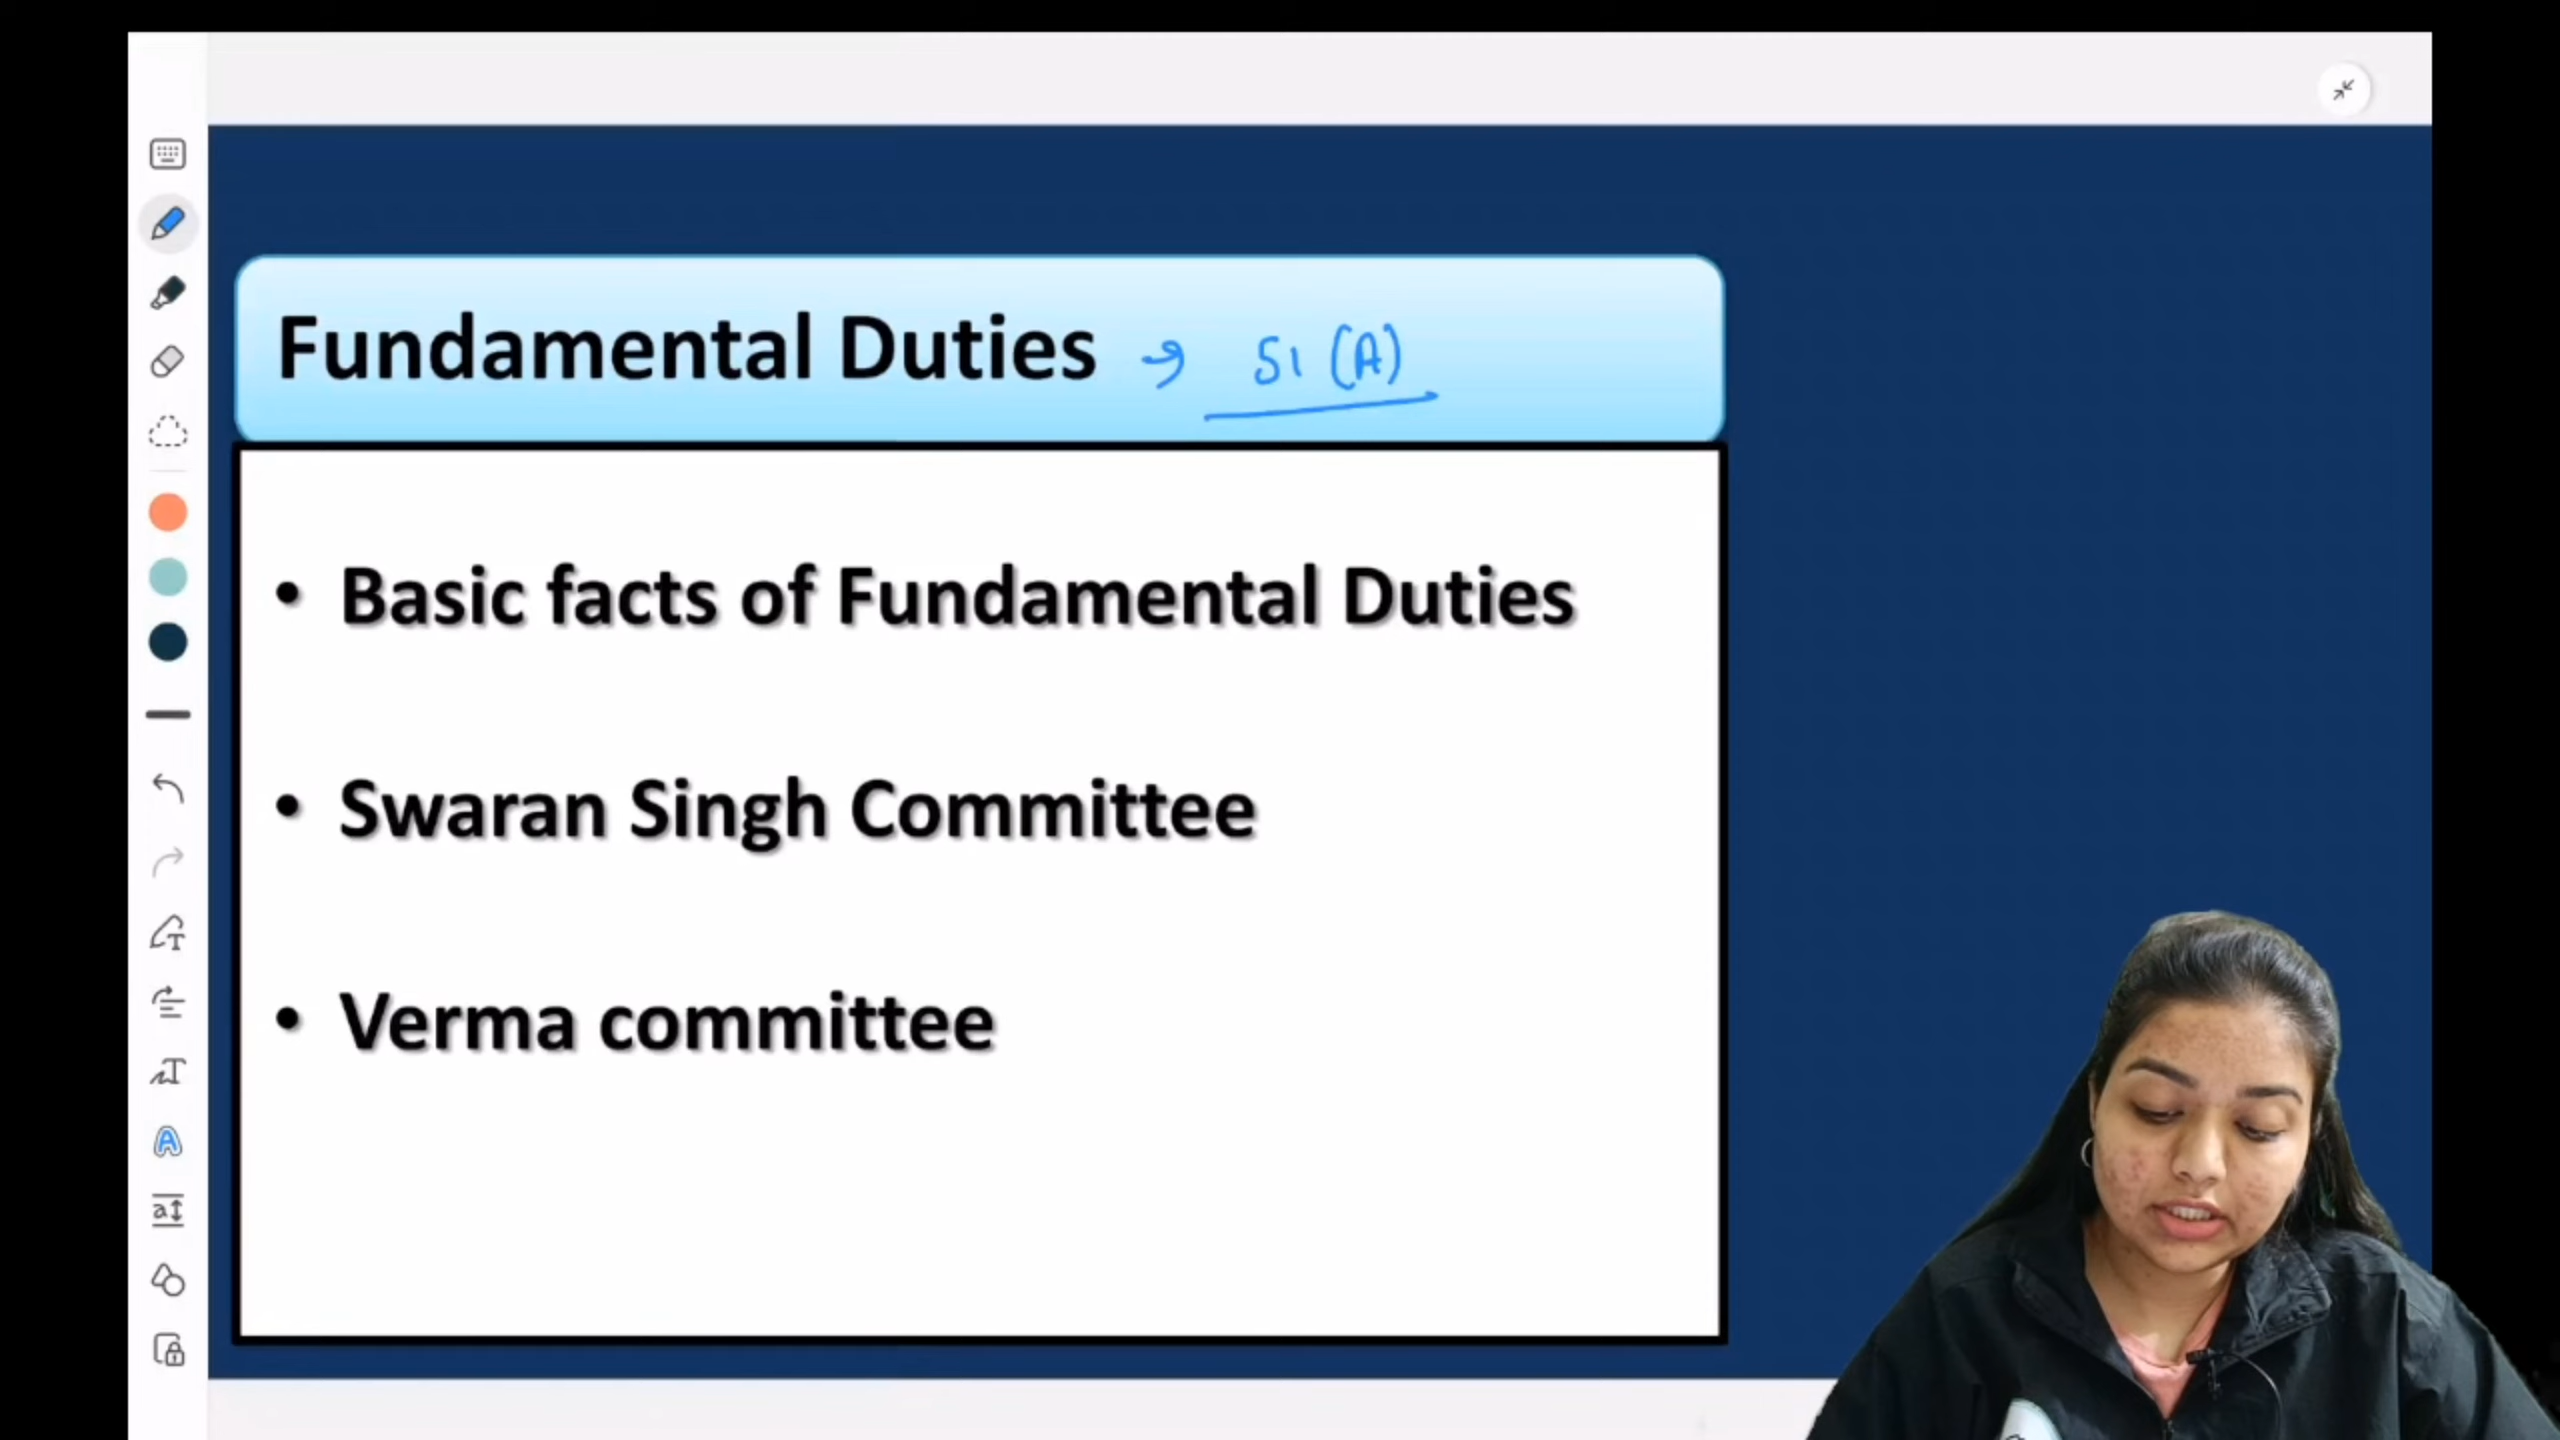 Fundamental Duties → 51 (A)
• Basic facts of Fundamental Duties
• Swaran Singh Committee
• Verma committee